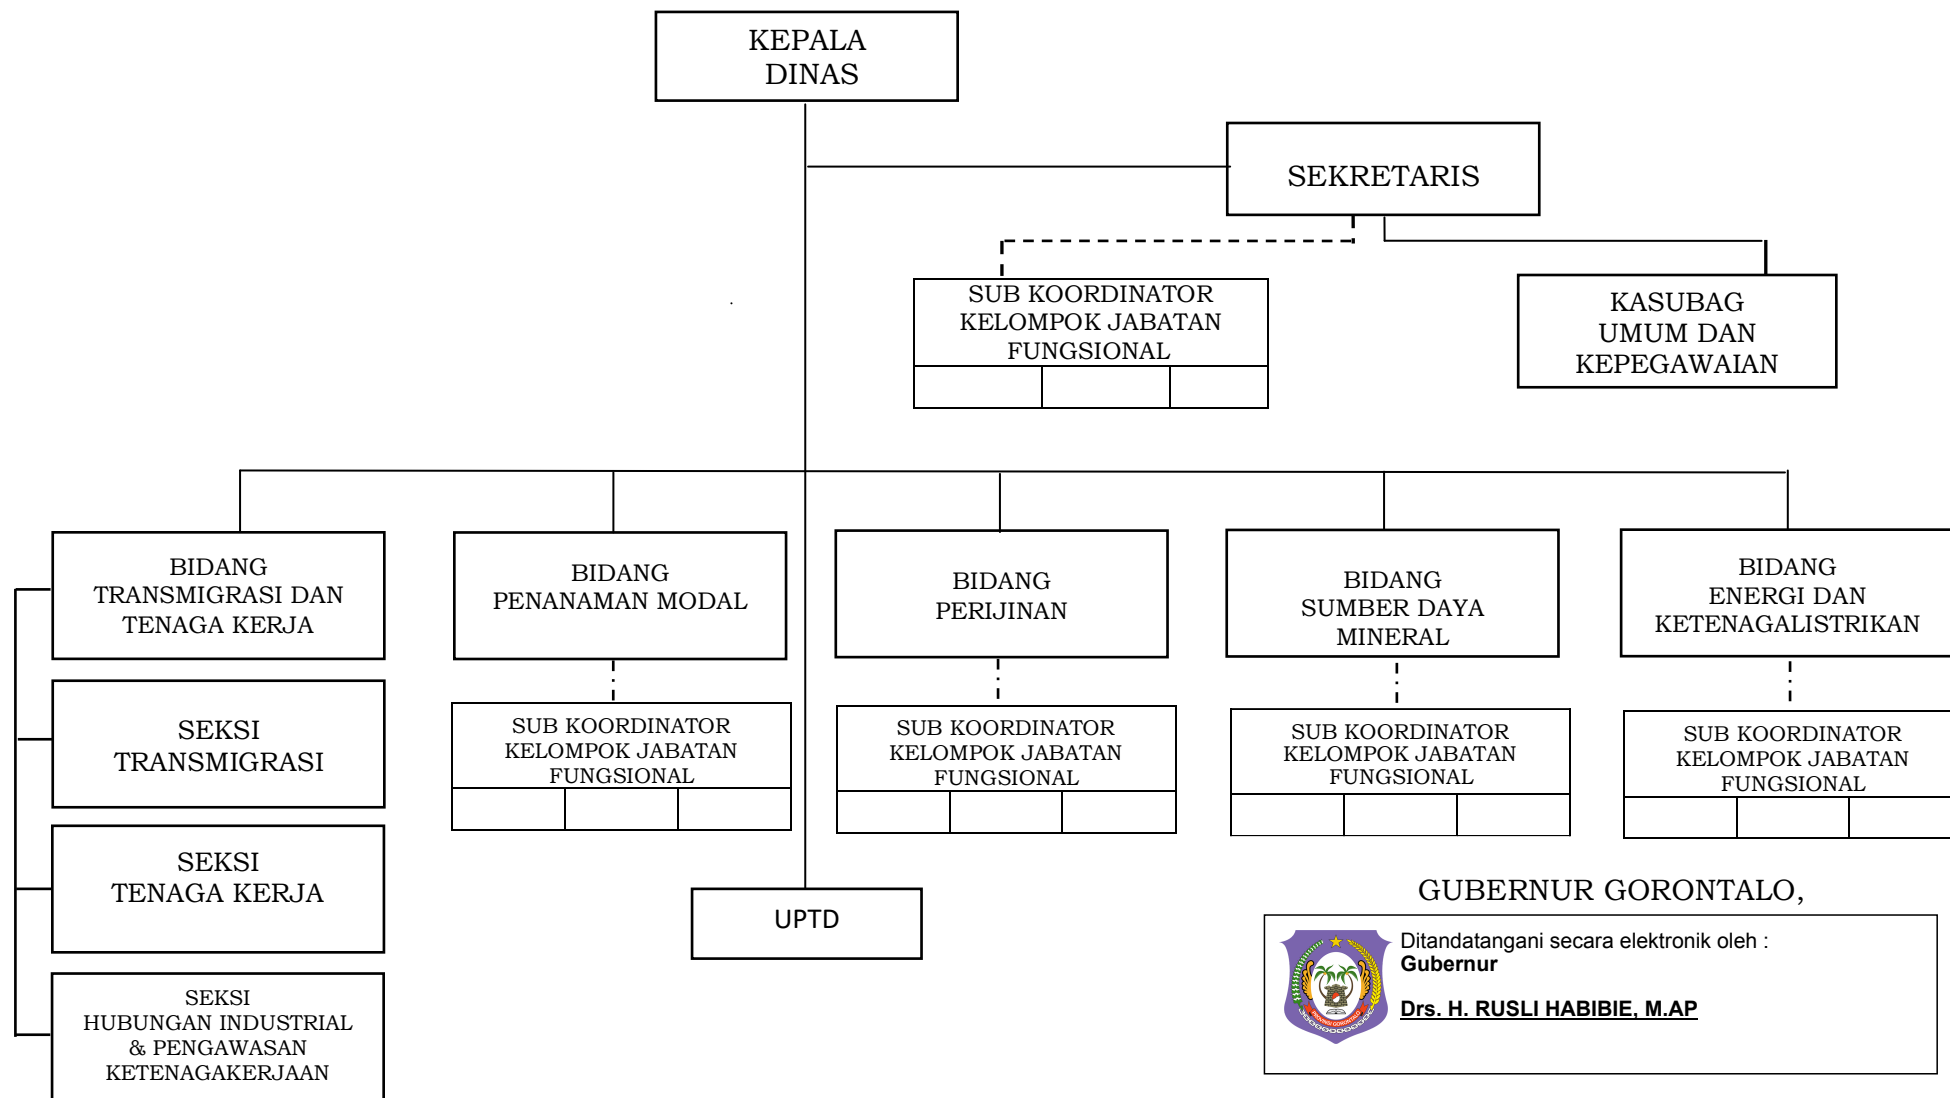 KEPALA
DINAS
SEKRETARIS
SUB KOORDINATOR
KELOMPOK JABATAN
FUNGSIONAL
KASUBAG
UMUM DAN
KEPEGAWAIAN
BIDANG
TRANSMIGRASI DAN
TENAGA KERJA
BIDANG
PENANAMAN MODAL
BIDANG
PERIJINAN
BIDANG
SUMBER DAYA
MINERAL
BIDANG
ENERGI DAN
KETENAGALISTRIKAN
SEKSI
TRANSMIGRASI
SUB KOORDINATOR
KELOMPOK JABATAN
FUNGSIONAL
SUB KOORDINATOR
KELOMPOK JABATAN
FUNGSIONAL
SUB KOORDINATOR
KELOMPOK JABATAN
FUNGSIONAL
SUB KOORDINATOR
KELOMPOK JABATAN
FUNGSIONAL
SEKSI
TENAGA KERJA
UPTD
SEKSI
HUBUNGAN INDUSTRIAL
& PENGAWASAN
KETENAGAKERJAAN
GUBERNUR GORONTALO,
Ditandatangani secara elektronik oleh :
Gubernur
Drs. H. RUSLI HABIBIE, M.AP
PROVINSI GORONTALO